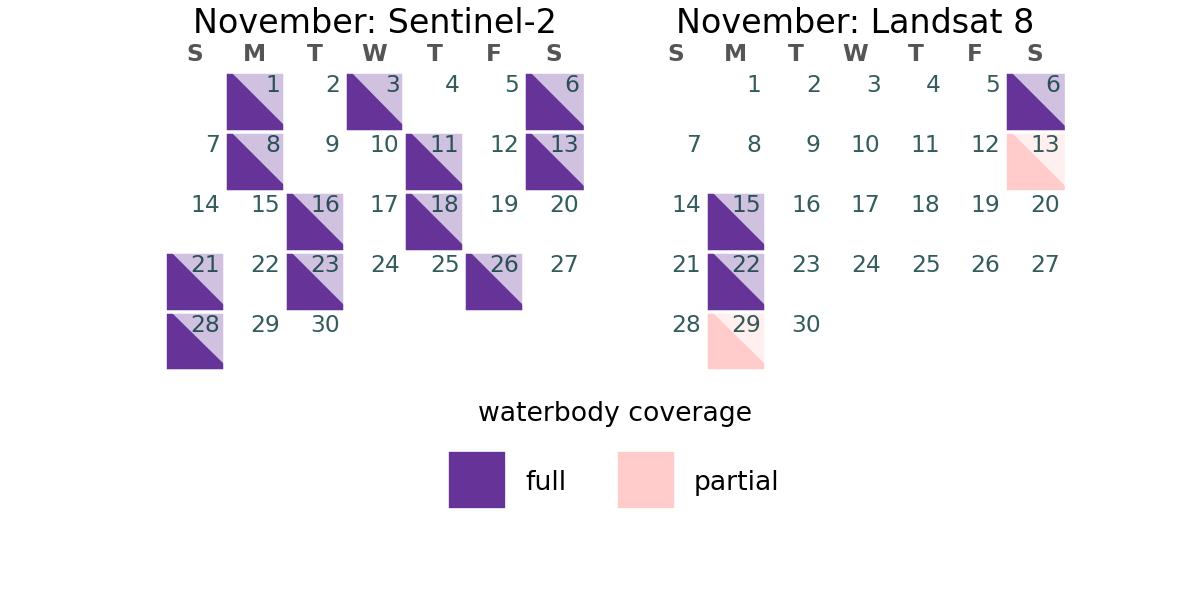 November: Sentinel-2
S M T W T F S
1 2 3 4 5 6
7 8 9 10 11 12 13
14 15 16 17 18 19 20
21 22 23 24 25 26 27
28 29 30
November: Landsat 8
S M T W T F S
1 2 3 4 5 6
7 8 9 10 11 12 13
14 15 16 17 18 19 20
21 22 23 24 25 26 27
28 29 30
waterbody coverage
full partial